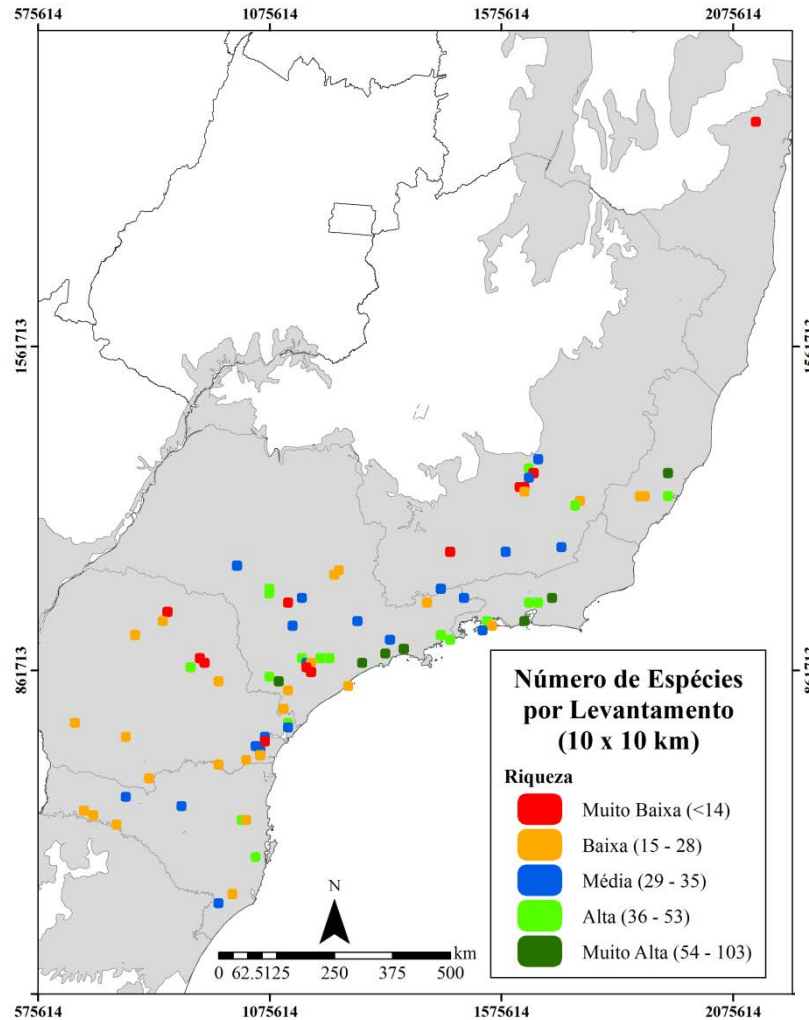 575614 1075614 1575614 2075614
1561713 1561713
861713 861713
Número de Espécies
por Levantamento
(10 x 10 km)
Riqueza
Muito Baixa (<14)
Baixa (15 - 28)
Média (29 - 35)
Alta (36 - 53)
Muito Alta (54 - 103)
N
km
0 62.5125 250 375 500
575614 1075614 1575614 2075614